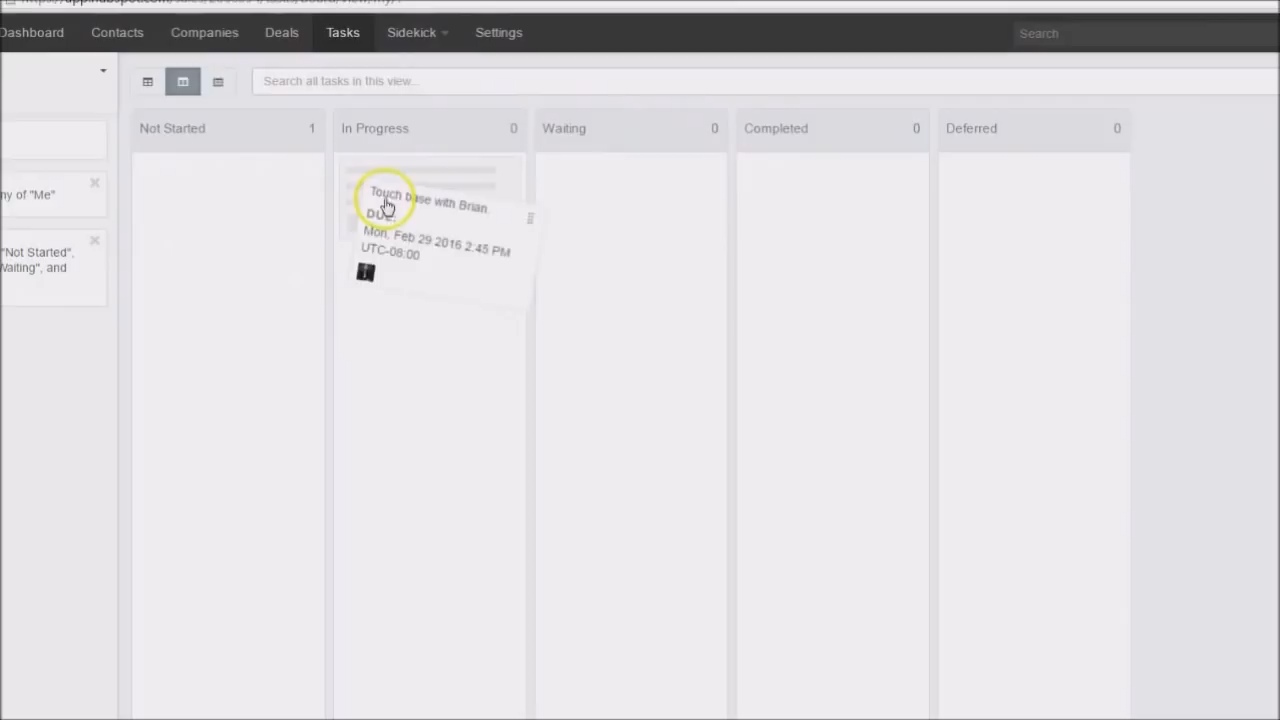 Dashboard Contacts Companies Deals Tasks Sidekick Settings Search
Search all tasks in this view...
Not Started 1 In Progress 0 Waiting 0 Completed 0 Deferred 0
ny of "Me"
"Not Started",
Waiting", and
Touch base with Brian
DUE:
Mon, Feb 29 2016 2:45 PM
UTC-08:00